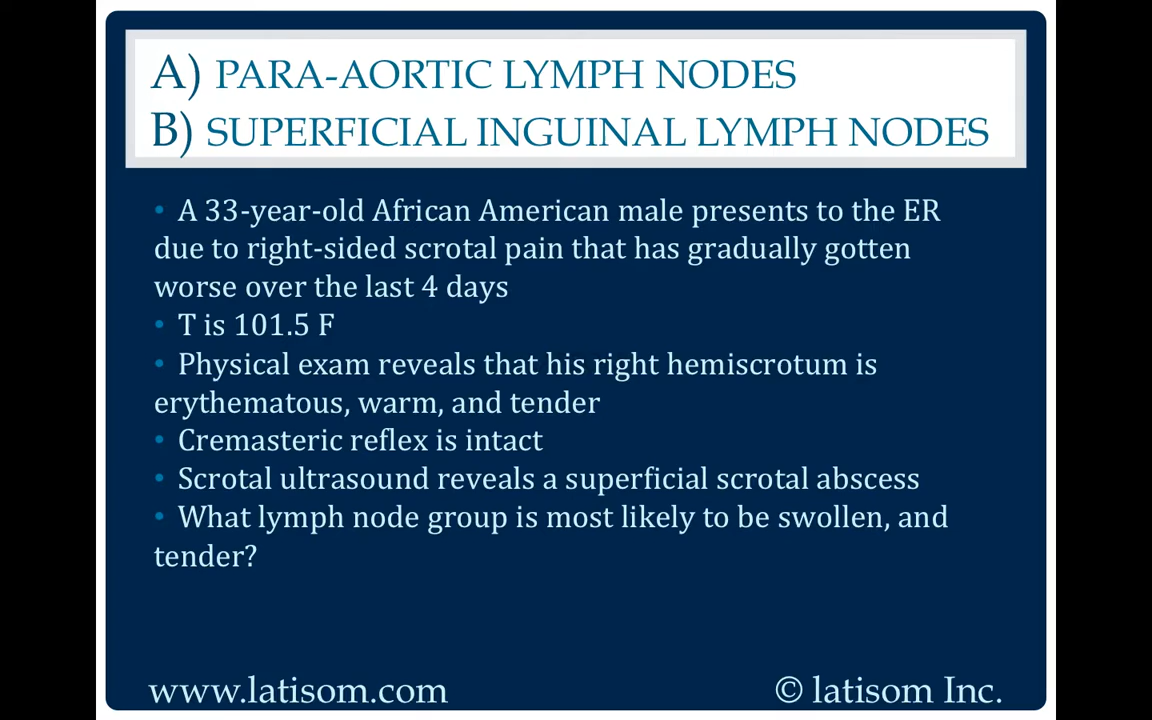 A) PARA-AORTIC LYMPH NODES
B) SUPERFICIAL INGUINAL LYMPH NODES
• A 33-year-old African American male presents to the ER
due to right-sided scrotal pain that has gradually gotten
worse over the last 4 days
• T is 101.5 F
• Physical exam reveals that his right hemiscrotum is
erythematous, warm, and tender
• Cremasteric reflex is intact
• Scrotal ultrasound reveals a superficial scrotal abscess
• What lymph node group is most likely to be swollen, and
tender?
www.latisom.com
© latisom Inc.